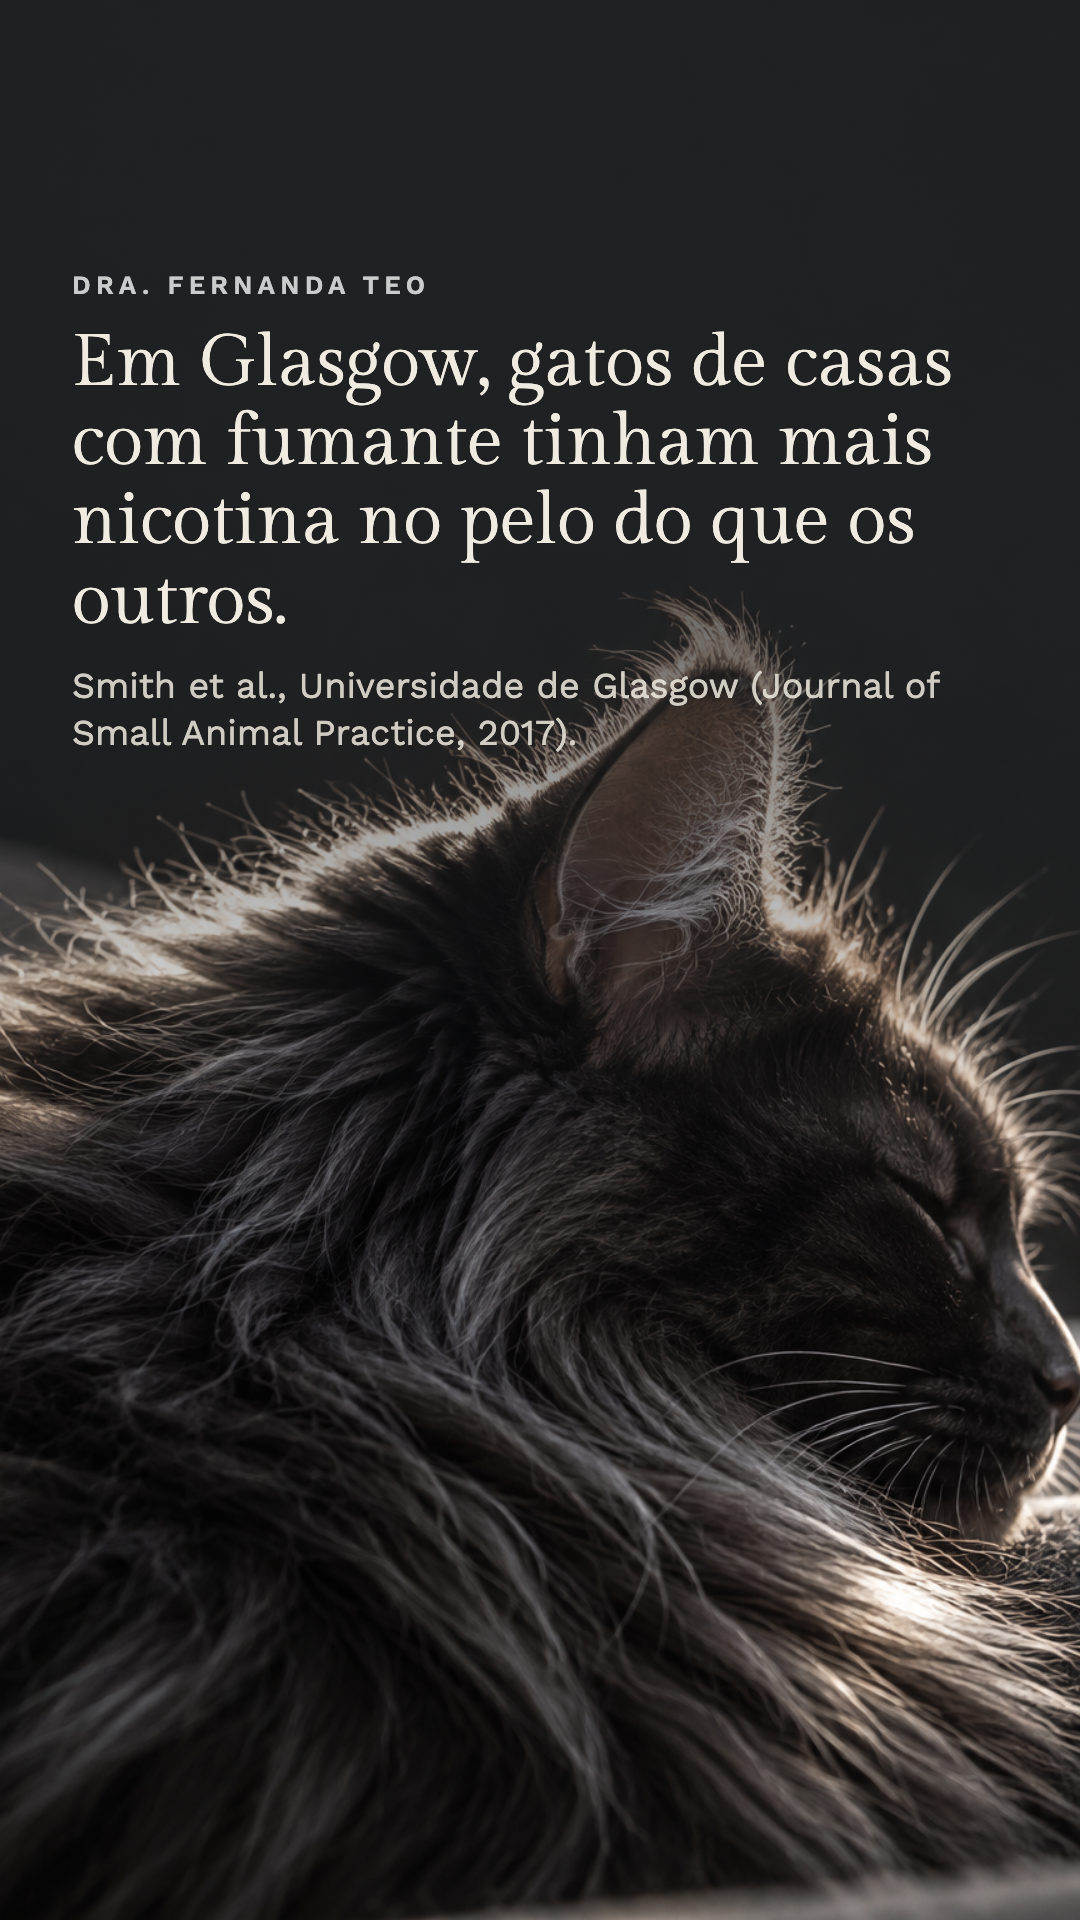 DRA. FERNANDA TEO
Em Glasgow, gatos de casas
com fumante tinham mais
nicotina no pelo do que os
outros.
Smith et al., Universidade de Glasgow (Journal of
Small Animal Practice, 2017).